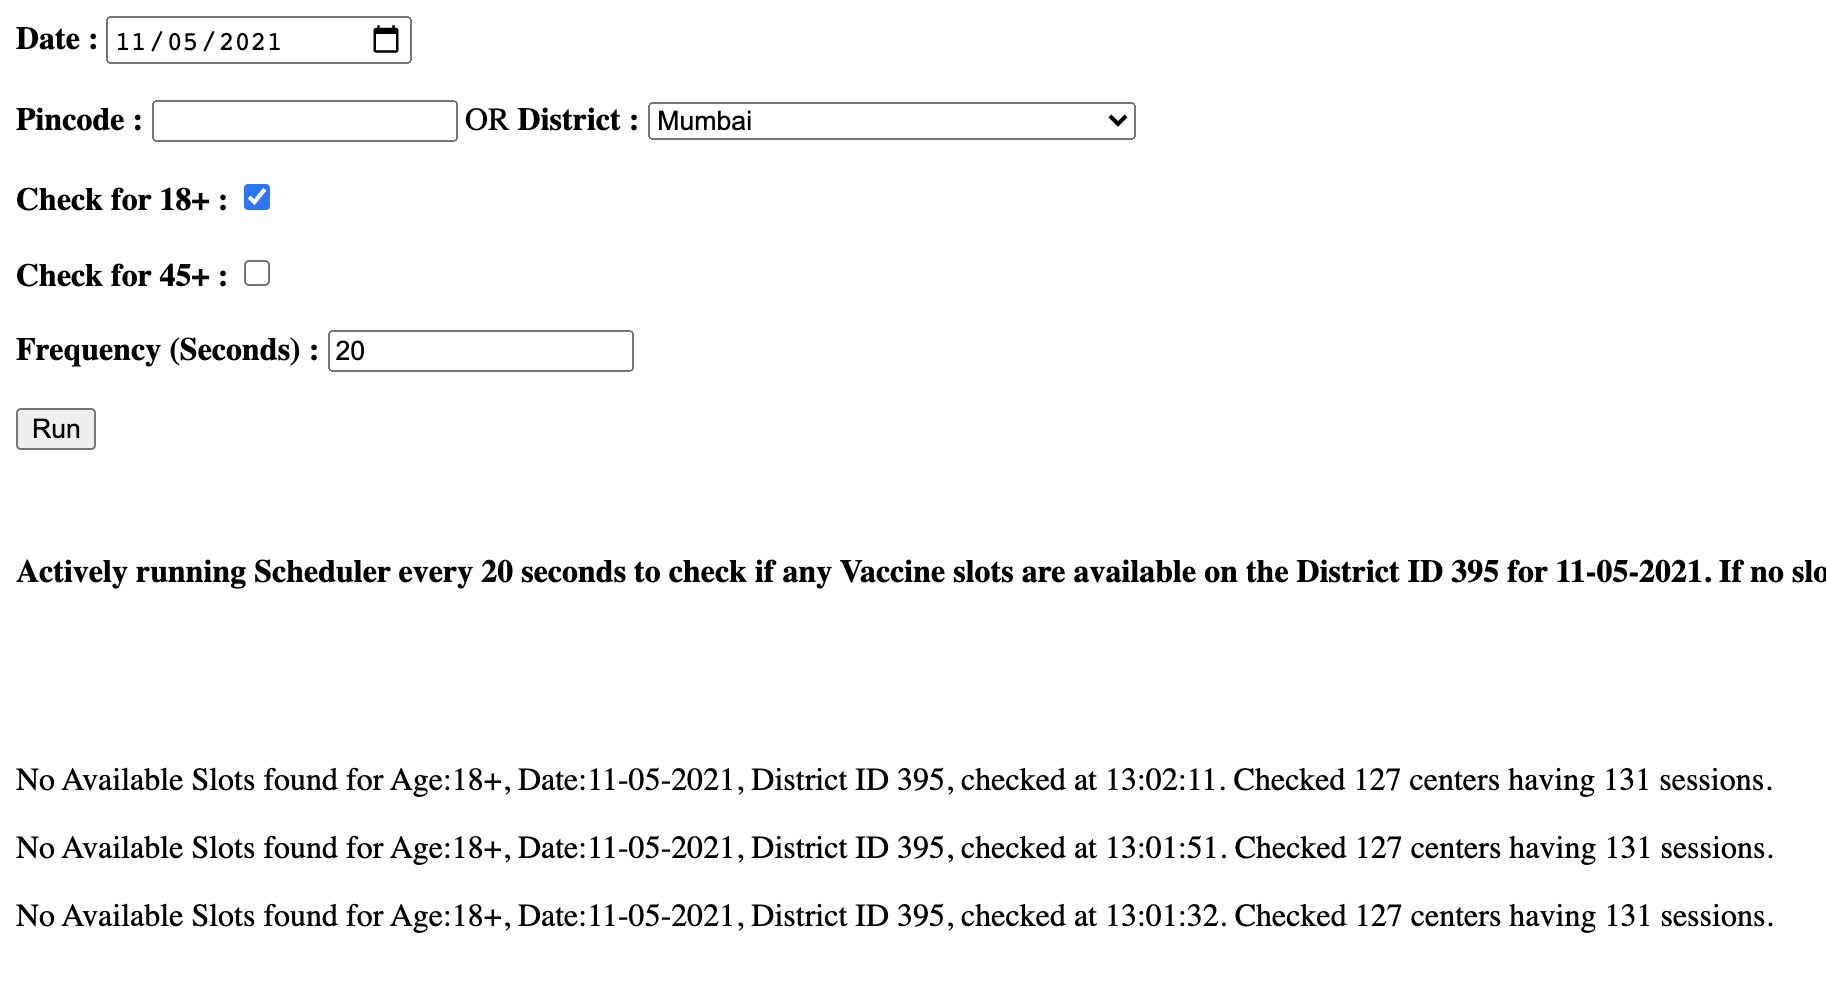 Date : 11/05/2021
Pincode : OR District : Mumbai
Check for 18+ :
Check for 45+ :
Frequency (Seconds) : 20
Run
Actively running Scheduler every 20 seconds to check if any Vaccine slots are available on the District ID 395 for 11-05-2021. If no slo
No Available Slots found for Age:18+, Date:11-05-2021, District ID 395, checked at 13:02:11. Checked 127 centers having 131 sessions.
No Available Slots found for Age:18+, Date:11-05-2021, District ID 395, checked at 13:01:51. Checked 127 centers having 131 sessions.
No Available Slots found for Age:18+, Date:11-05-2021, District ID 395, checked at 13:01:32. Checked 127 centers having 131 sessions.